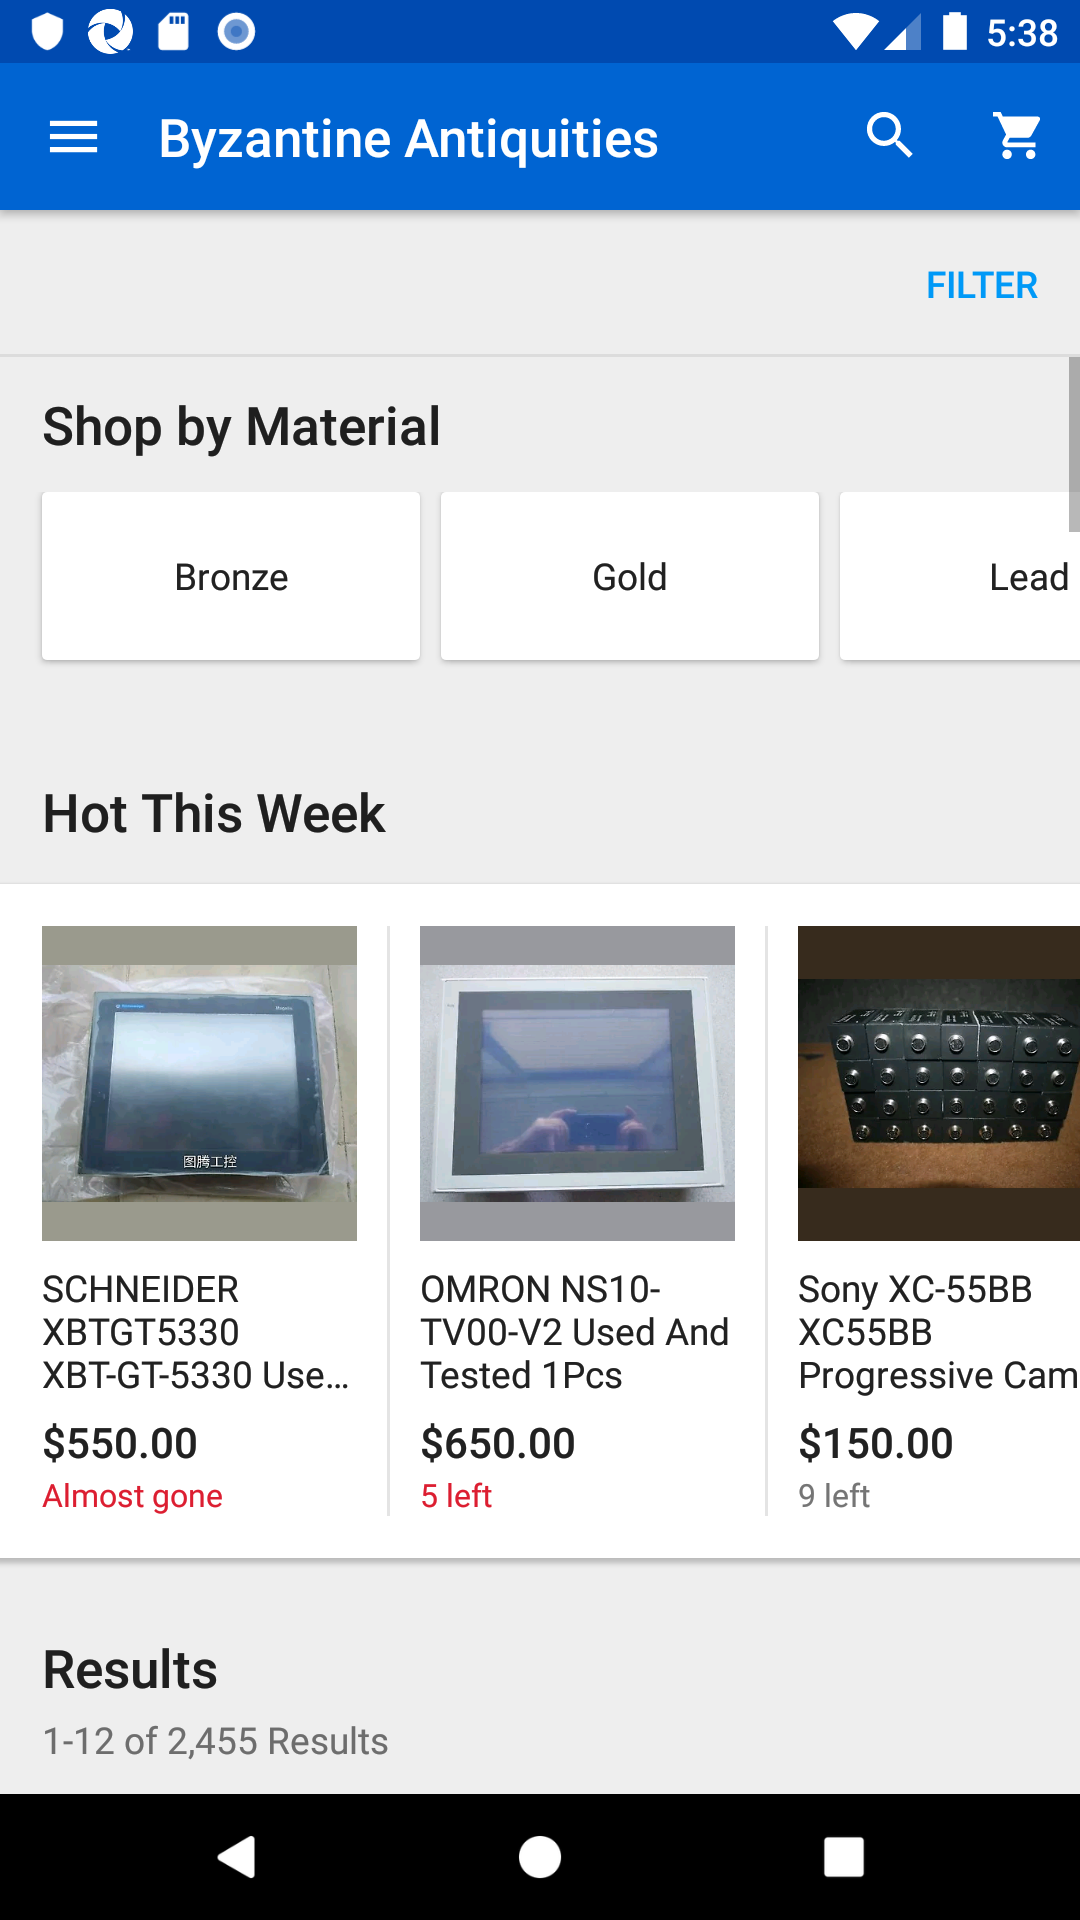 5:38
Byzantine Antiquities
FILTER
Shop by Material
Bronze
Gold
Lead
Hot This Week
图腾工控
SCHNEIDER
XBTGT5330
XBT-GT-5330 Use...
$550.00
Almost gone
OMRON NS10-
TV00-V2 Used And
Tested 1Pcs
$650.00
5 left
Sony XC-55BB
XC55BB
Progressive Cam
$150.00
9 left
Results
1-12 of 2,455 Results